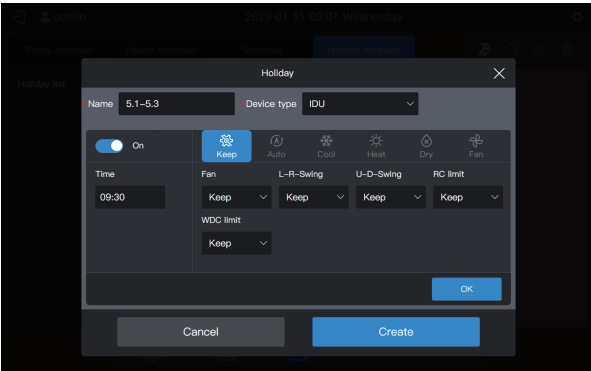 admin
2023 01 11 03:01 Wednesday
Today schedule Device schedule Schedule Holiday template
Holiday list
Holiday
*Name 5.1-5.3 *Device type IDU
On Keep Auto Cool Heat Dry Fan
Time Fan L-R-Swing U-D-Swing RC limit
09:30 Keep Keep Keep Keep
WDC limit
Keep
OK
Cancel Create